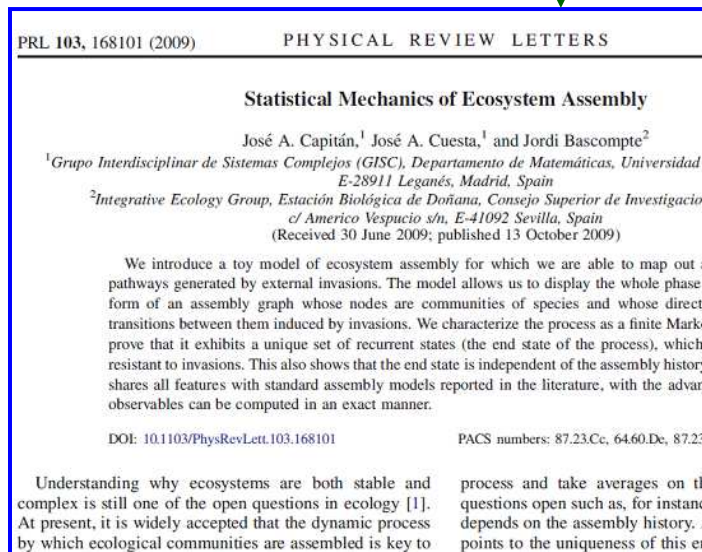 PRL 103, 168101 (2009) PHYSICAL REVIEW LETTERS
Statistical Mechanics of Ecosystem Assembly
José A. Capitán,1 José A. Cuesta,1 and Jordi Bascompte2
1Grupo Interdisciplinar de Sistemas Complejos (GISC), Departamento de Matemáticas, Universidad
E-28911 Leganés, Madrid, Spain
2Integrative Ecology Group, Estación Biológica de Doñana, Consejo Superior de Investigacio
c/ Americo Vespucio s/n, E-41092 Sevilla, Spain
(Received 30 June 2009; published 13 October 2009)
We introduce a toy model of ecosystem assembly for which we are able to map out a
pathways generated by external invasions. The model allows us to display the whole phase
form of an assembly graph whose nodes are communities of species and whose direct
transitions between them induced by invasions. We characterize the process as a finite Marko
prove that it exhibits a unique set of recurrent states (the end state of the process), which
resistant to invasions. This also shows that the end state is independent of the assembly history
shares all features with standard assembly models reported in the literature, with the advan
observables can be computed in an exact manner.
DOI: 10.1103/PhysRevLett.103.168101 PACS numbers: 87.23.Cc, 64.60.De, 87.23
Understanding why ecosystems are both stable and
complex is still one of the open questions in ecology [1].
At present, it is widely accepted that the dynamic process
by which ecological communities are assembled is key to
process and take averages on th
questions open such as, for instanc
depends on the assembly history.
points to the uniqueness of this en